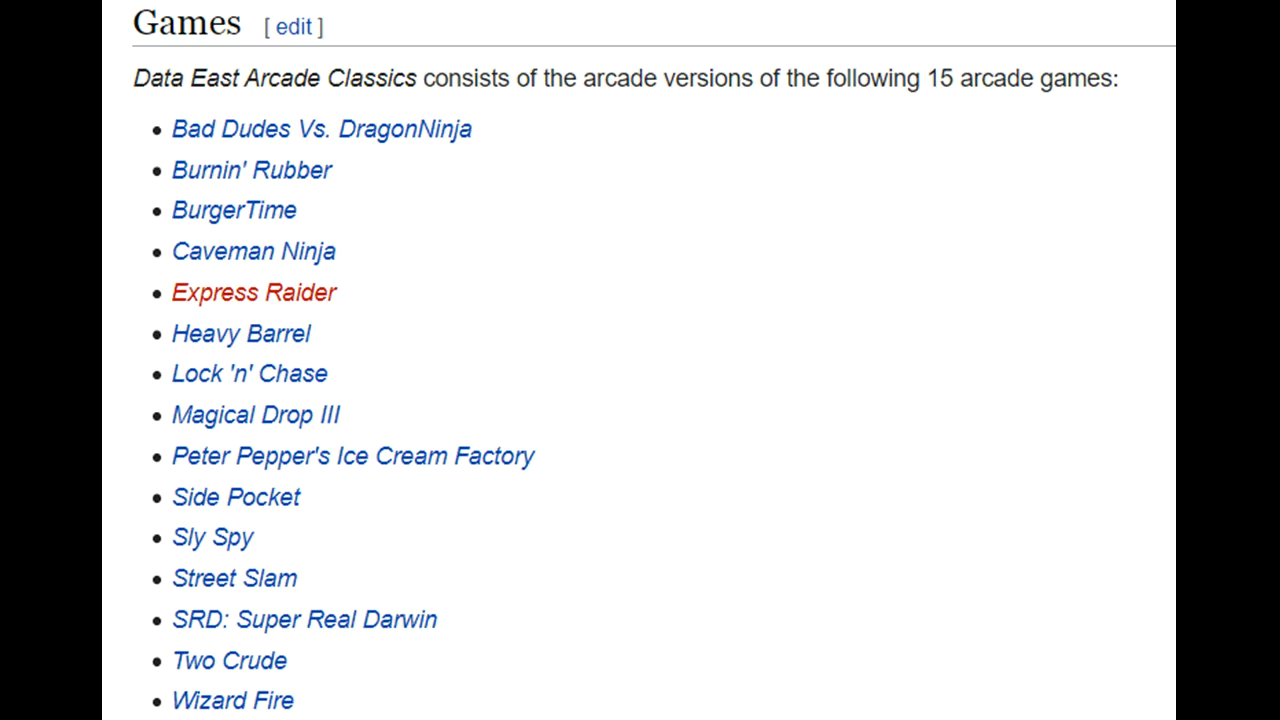 Games [ edit ]
Data East Arcade Classics consists of the arcade versions of the following 15 arcade games:
• Bad Dudes Vs. DragonNinja
• Burnin' Rubber
• BurgerTime
• Caveman Ninja
• Express Raider
• Heavy Barrel
• Lock 'n' Chase
• Magical Drop III
• Peter Pepper's Ice Cream Factory
• Side Pocket
• Sly Spy
• Street Slam
• SRD: Super Real Darwin
• Two Crude
• Wizard Fire